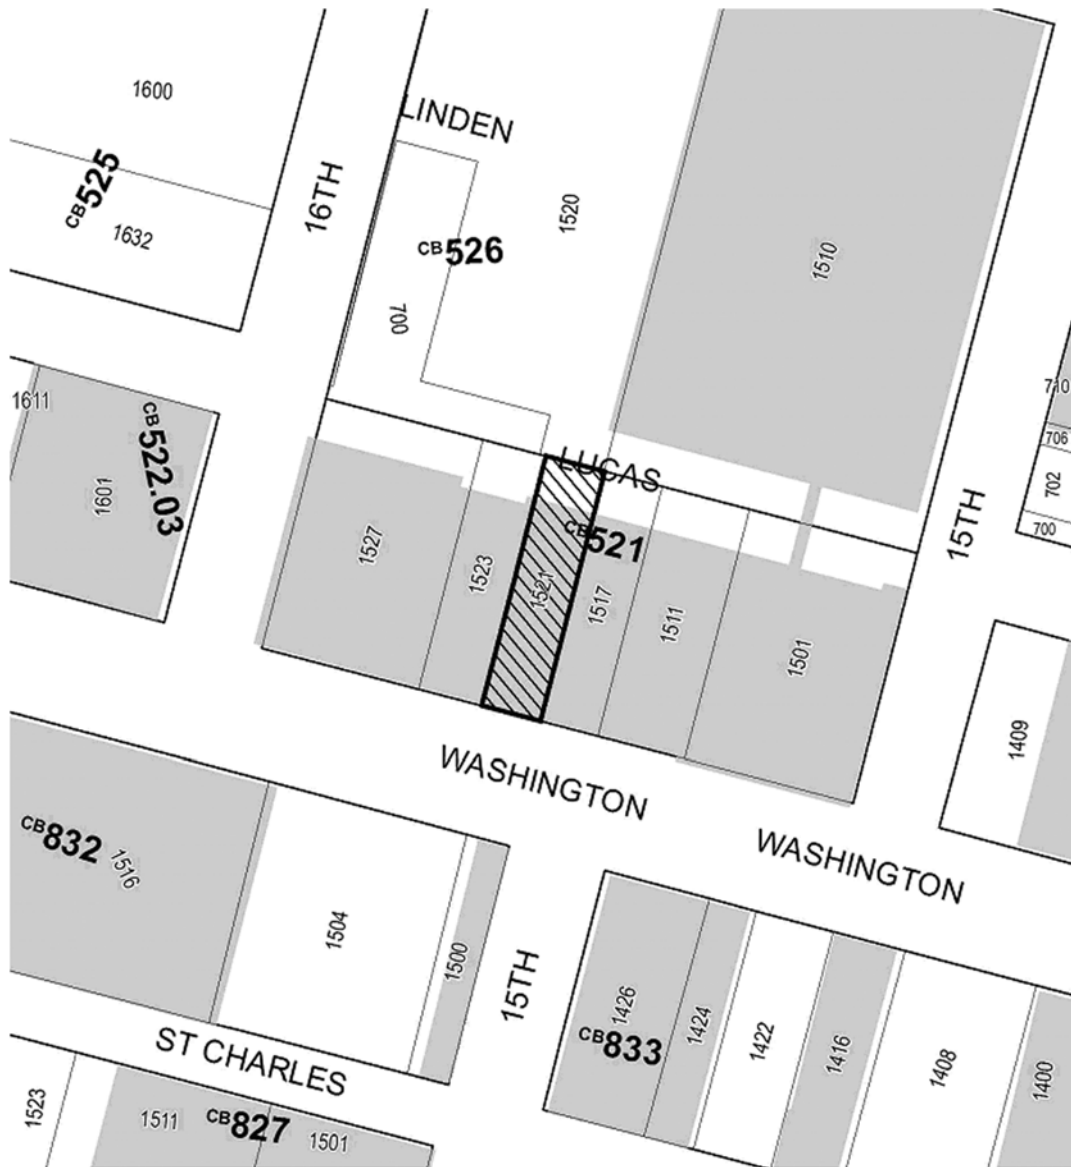 1600
LINDEN
CB525
16TH
1520
1632
CB526
1510
700
710
1611
CB522.03
706
LUCAS
702
1601
15TH
700
CB521
1527
1523
1521
1517
1511
1501
1409
WASHINGTON
WASHINGTON
CB832
1516
1504
1500
15TH
1426
1424
1422
1416
1408
1400
CB833
ST CHARLES
1523
1511
CB827
1501